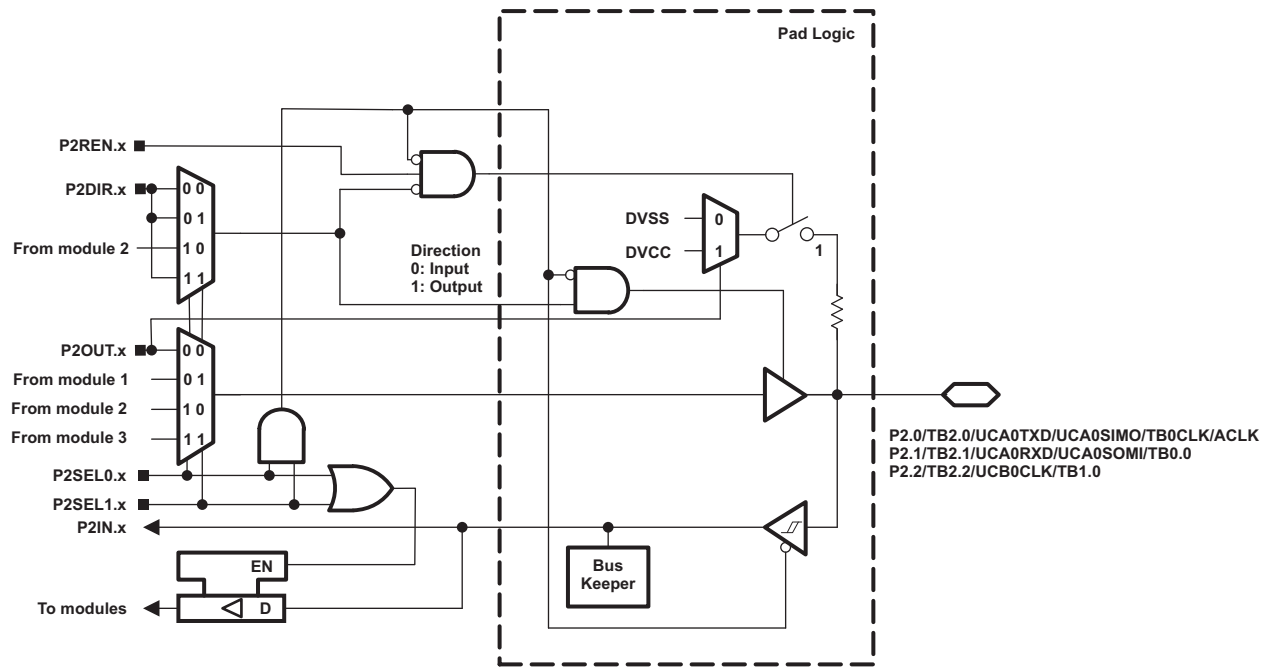 Pad Logic
P2REN.x
P2DIR.x
0 0
0 1
From module 2
1 0
1 1
Direction
0: Input
1: Output
DVSS
0
DVCC
1
1
P2OUT.x
0 0
From module 1
0 1
From module 2
1 0
From module 3
1 1
P2SEL0.x
P2SEL1.x
P2IN.x
P2.0/TB2.0/UCA0TXD/UCA0SIMO/TB0CLK/ACLK
P2.1/TB2.1/UCA0RXD/UCA0SOMI/TB0.0
P2.2/TB2.2/UCB0CLK/TB1.0
EN
Bus
Keeper
To modules
D